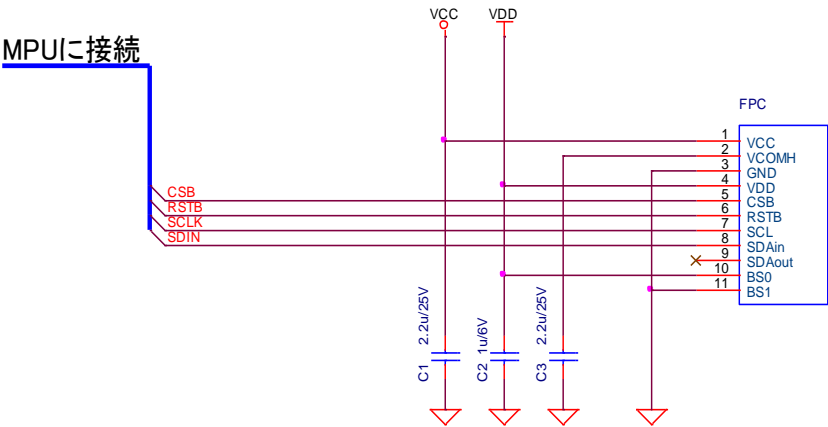 VCC
VDD
MPUに接続
FPC
1 VCC
2 VCOMH
3 GND
4 VDD
CSB
5 CSB
RSTB
6 RSTB
SCLK
7 SCL
SDIN
8 SDAin
9 SDAout
10 BS0
11 BS1
C1 2.2u/25V
C2 1u/6V
C3 2.2u/25V